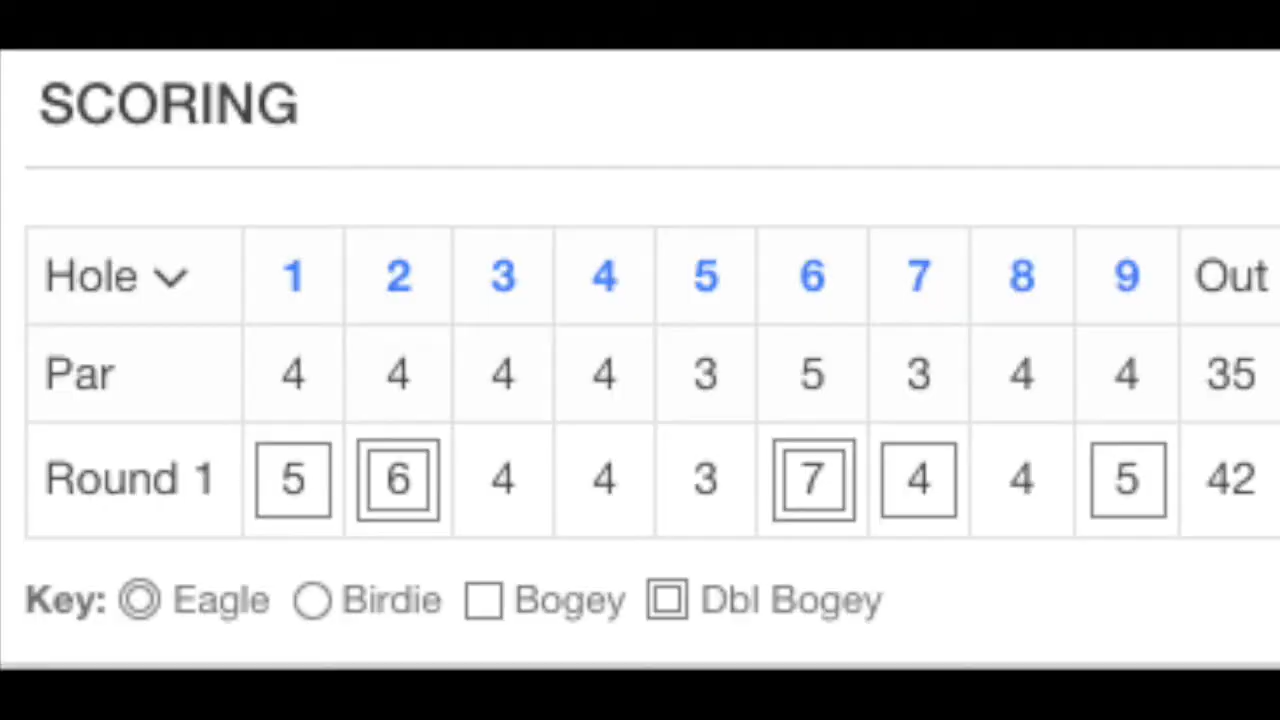 SCORING
Hole 1 2 3 4 5 6 7 8 9 Out
Par 4 4 4 4 3 5 3 4 4 35
Round 1 5 6 4 4 3 7 4 4 5 42
Key: Eagle Birdie Bogey Dbl Bogey